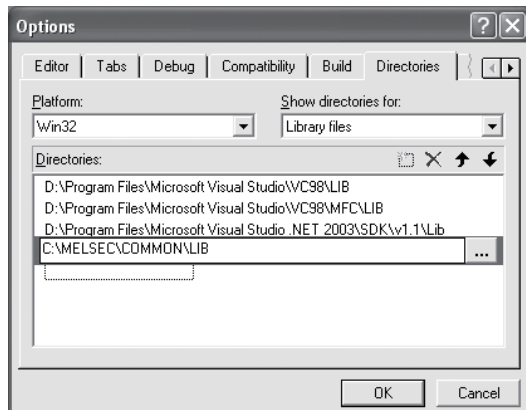 Options
Editor Tabs Debug Compatibility Build Directories
Platform: Show directories for:
Win32 Library files
Directories:
D:\Program Files\Microsoft Visual Studio\VC98\LIB
D:\Program Files\Microsoft Visual Studio\VC98\MFC\LIB
D:\Program Files\Microsoft Visual Studio .NET 2003\SDK\v1.1\Lib
C:\MELSEC\COMMON\LIB ...
OK Cancel